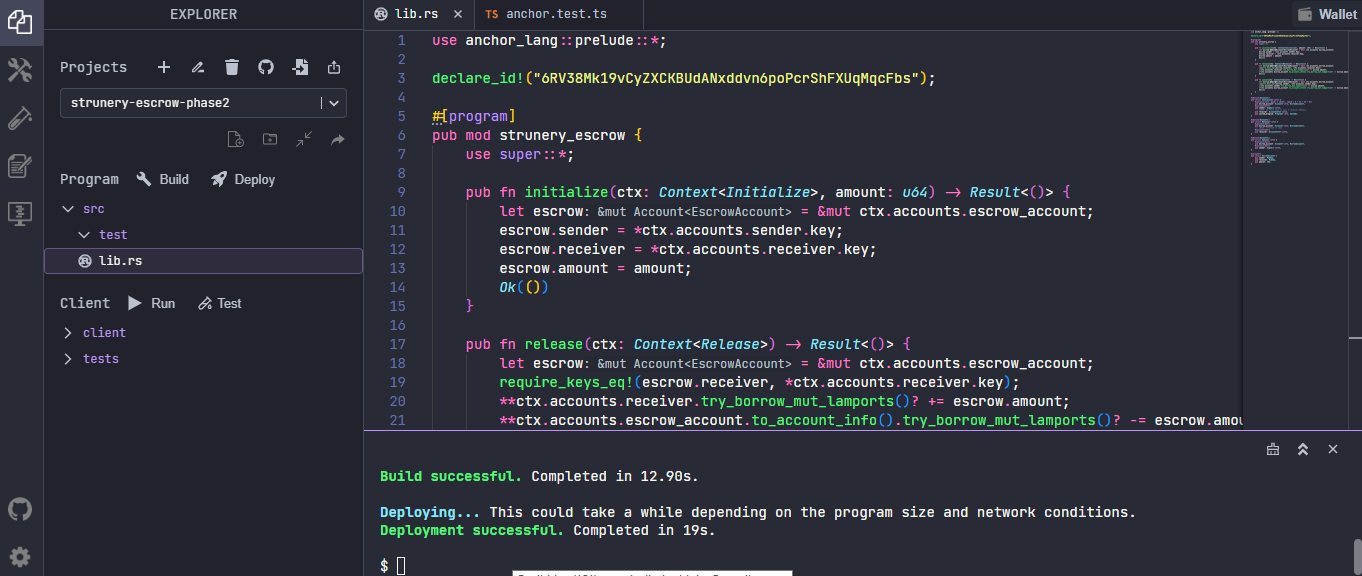 EXPLORER
lib.rs
TS anchor.test.ts
Wallet
Projects
strunery-escrow-phase2
Program Build Deploy
src
test
lib.rs
Client Run Test
client
tests
1 use anchor_lang::prelude::*;
2
3 declare_id!("6RV38Mk19vCyZXCKBUdANxddvn6poPcrShFXUqMqcFbs");
4
5 #[program]
6 pub mod strunery_escrow {
7 use super::*;
8
9 pub fn initialize(ctx: Context<Initialize>, amount: u64) -> Result<()> {
10 let escrow: &mut Account<EscrowAccount> = &mut ctx.accounts.escrow_account;
11 escrow.sender = *ctx.accounts.sender.key;
12 escrow.receiver = *ctx.accounts.receiver.key;
13 escrow.amount = amount;
14 Ok(())
15 }
16
17 pub fn release(ctx: Context<Release>) -> Result<()> {
18 let escrow: &mut Account<EscrowAccount> = &mut ctx.accounts.escrow_account;
19 require_keys_eq!(escrow.receiver, *ctx.accounts.receiver.key);
20 **ctx.accounts.receiver.try_borrow_mut_lamports()? += escrow.amount;
21 **ctx.accounts.escrow_account.to_account_info().try_borrow_mut_lamports()? -= escrow.amou
Build successful. Completed in 12.90s.
Deploying... This could take a while depending on the program size and network conditions.
Deployment successful. Completed in 19s.
$